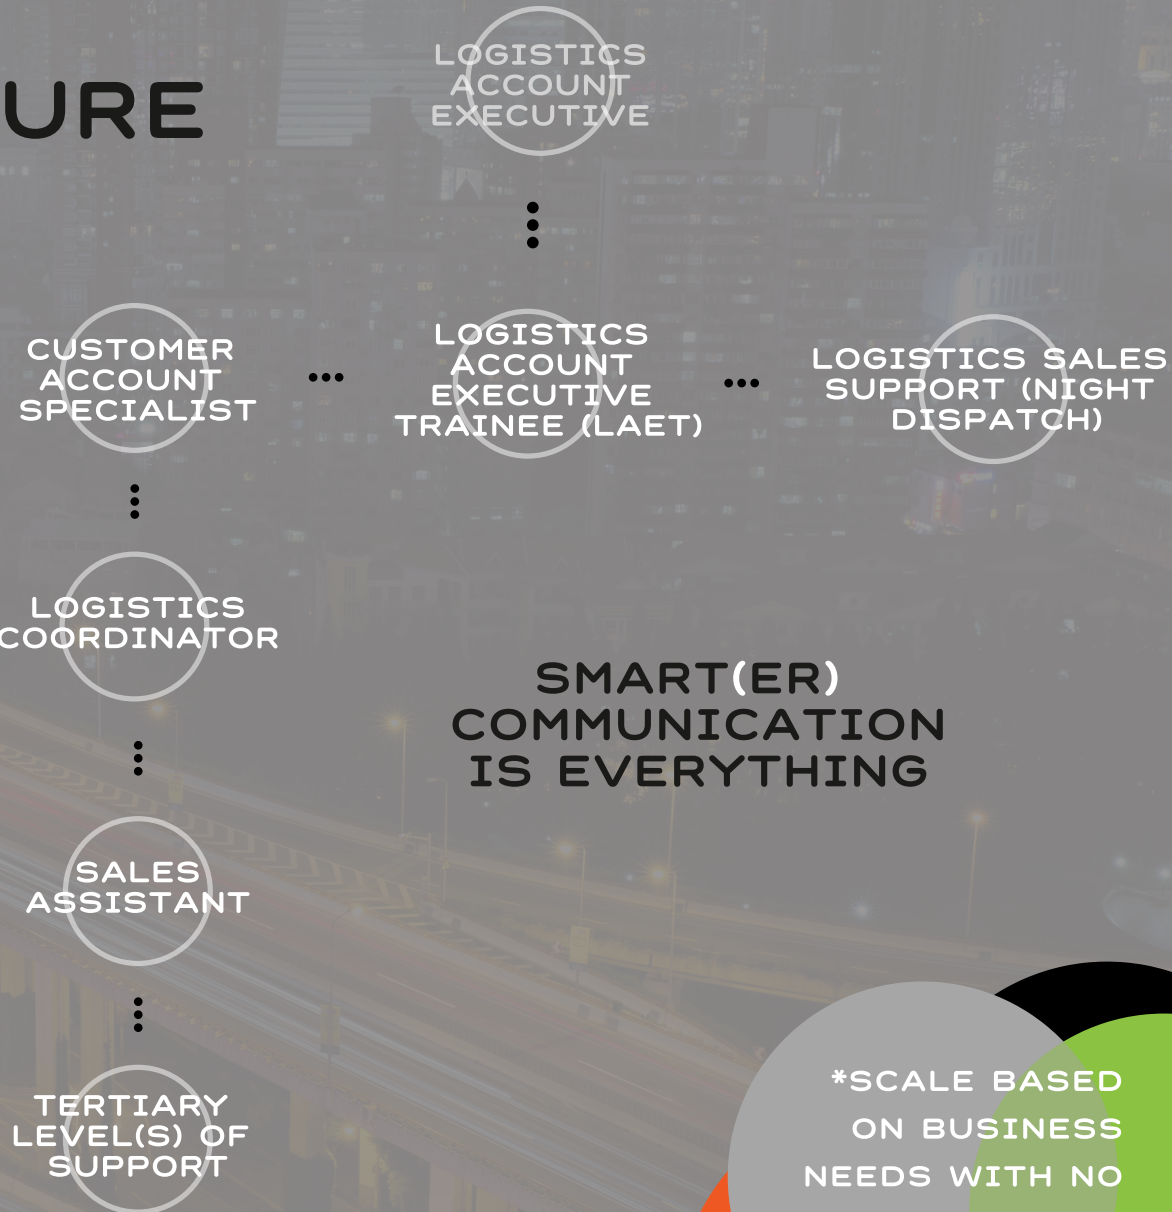 URE
LOGISTICS
ACCOUNT
EXECUTIVE
CUSTOMER
ACCOUNT
SPECIALIST
LOGISTICS
ACCOUNT
EXECUTIVE
TRAINEE (LAET)
LOGISTICS SALES
SUPPORT (NIGHT
DISPATCH)
LOGISTICS
COORDINATOR
SMART(ER)
COMMUNICATION
IS EVERYTHING
SALES
ASSISTANT
TERTIARY
LEVEL(S) OF
SUPPORT
*SCALE BASED
ON BUSINESS
NEEDS WITH NO